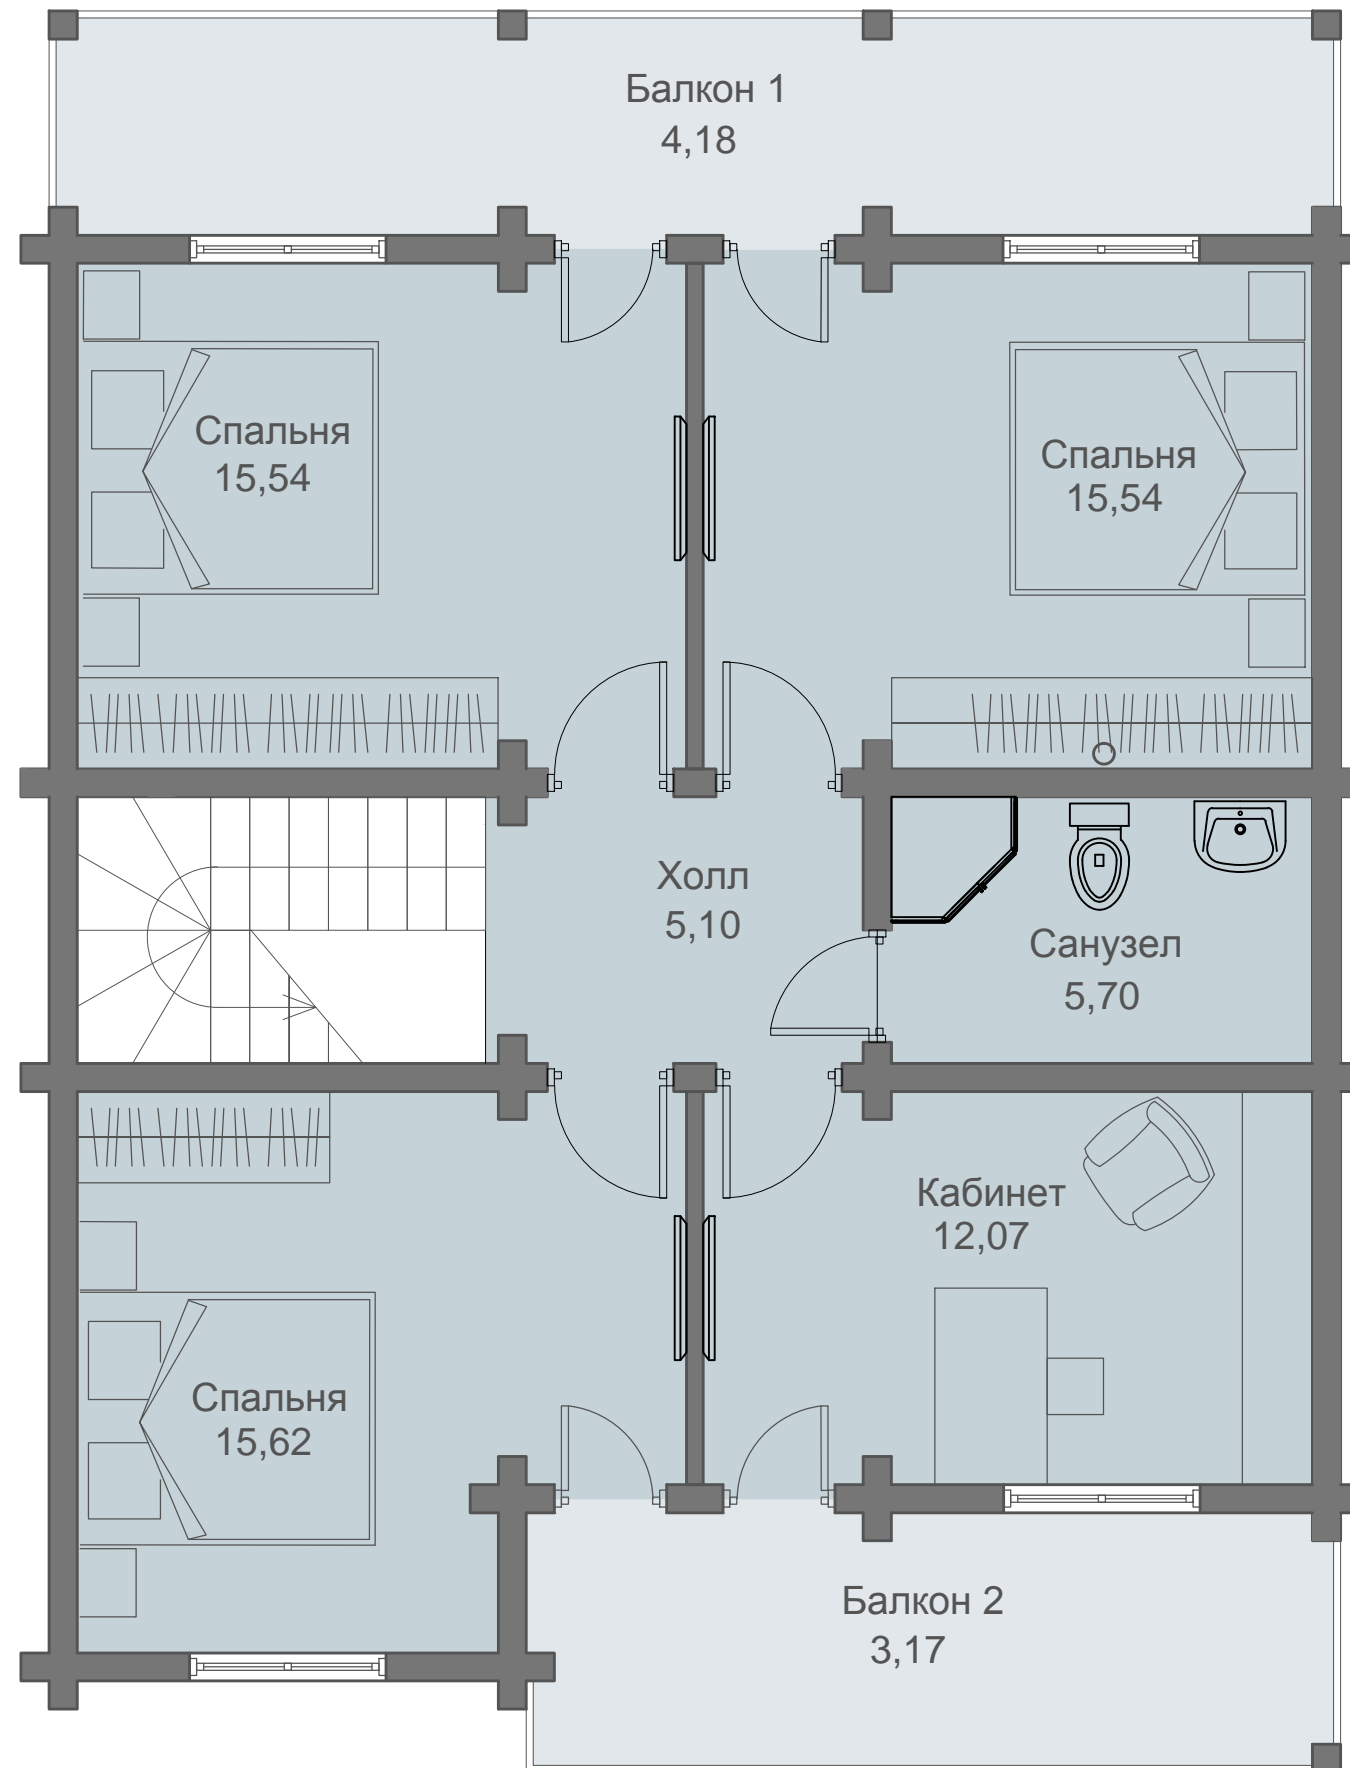 Балкон 1
4,18
Спальня
15,54
Спальня
15,54
Холл
5,10
Санузел
5,70
Кабинет
12,07
Спальня
15,62
Балкон 2
3,17